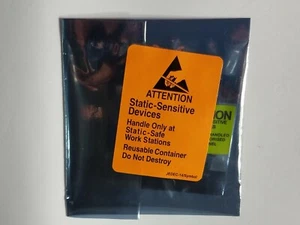 ATTENTION
Static-Sensitive
Devices
Handle Only at
Static-Safe
Work Stations
Reusable Container
Do Not Destroy